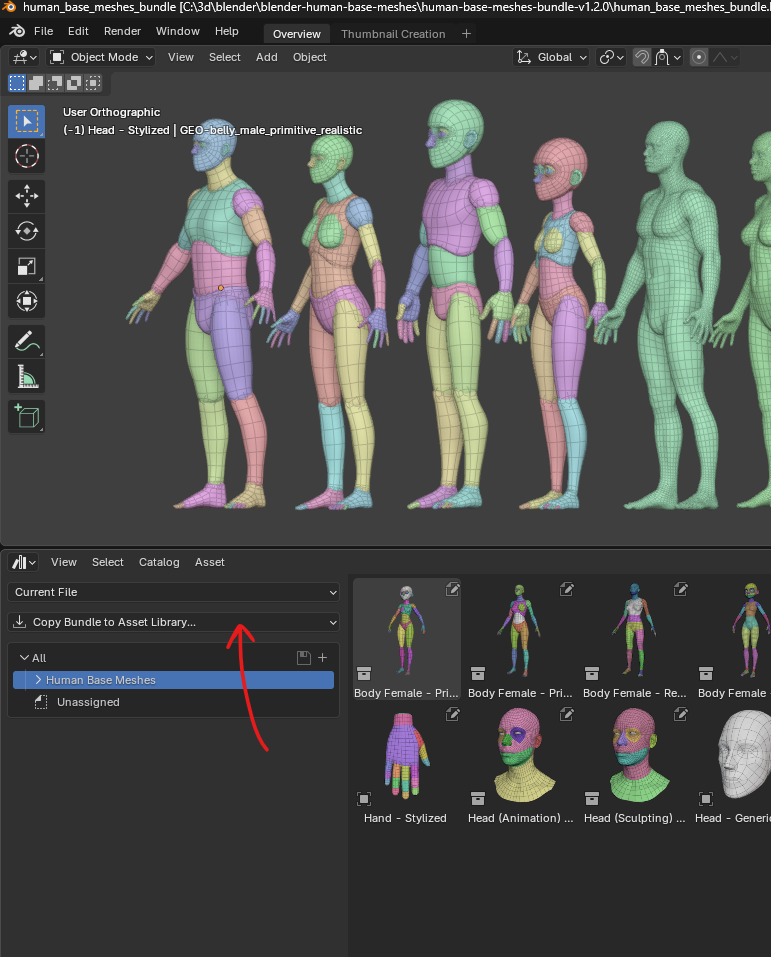 human_base_meshes_bundle [C:\3d\blender\blender-human-base-meshes\human-base-meshes-bundle-v1.2.0\human_base_meshes_bundle.
File Edit Render Window Help Overview Thumbnail Creation +
Object Mode View Select Add Object Global
User Orthographic
(-1) Head - Stylized | GEO-belly_male_primitive_realistic
View Select Catalog Asset
Current File
Copy Bundle to Asset Library...
All
Human Base Meshes
Unassigned
Body Female - Pri... Body Female - Pri... Body Female - Re... Body Female -
Hand - Stylized Head (Animation) ... Head (Sculpting) ... Head - Generi